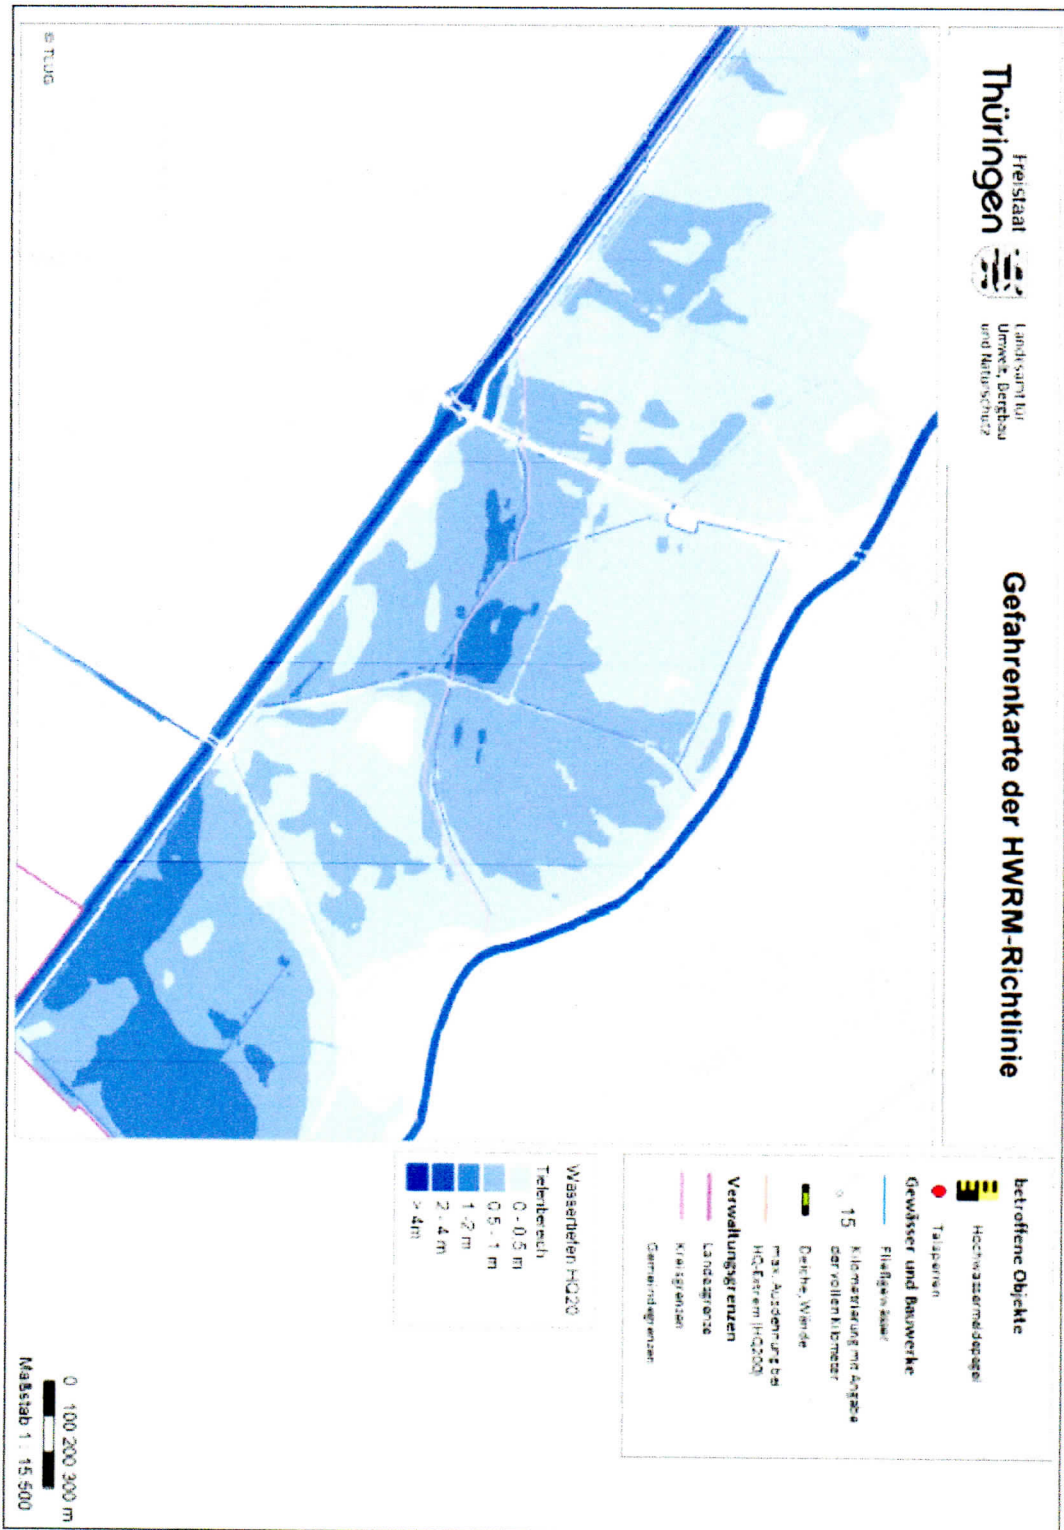 Freistaat
Thüringen
Landesamt für
Umwelt, Bergbau
und Naturschutz
Gefahrenkarte der HWRM-Richtlinie
© TLUG
betroffene Objekte
Hochwassermeldepegel
Talsperren
Gewässer und Bauwerke
Fließgewässer
15
Kilometrierung mit Angabe
der vollen Kilometer
Deiche, Wände
max. Ausdehnung bei
HQ-Extrem (HQ200)
Verwaltungsgrenzen
Landesgrenze
Kreisgrenzen
Gemeindegrenzen
Wassertiefen HQ20
Tiefenbereich
0 - 0.5 m
0.5 - 1 m
1 -2 m
2 - 4 m
> 4m
0 100 200 300 m
Maßstab 1 : 15 500